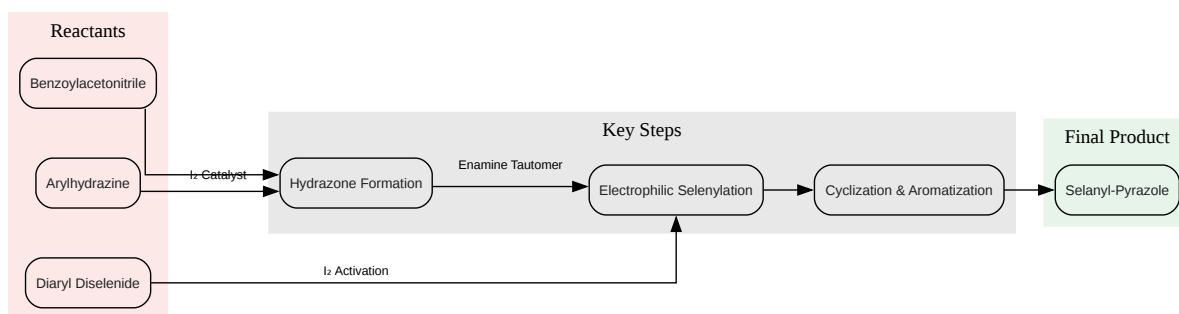 Reactants
Benzoylacetonitrile
Arylhydrazine
Diaryl Diselenide
I₂ Catalyst
I₂ Activation
Key Steps
Hydrazone Formation
Enamine Tautomer
Electrophilic Selenylation
Cyclization & Aromatization
Final Product
Selanyl-Pyrazole